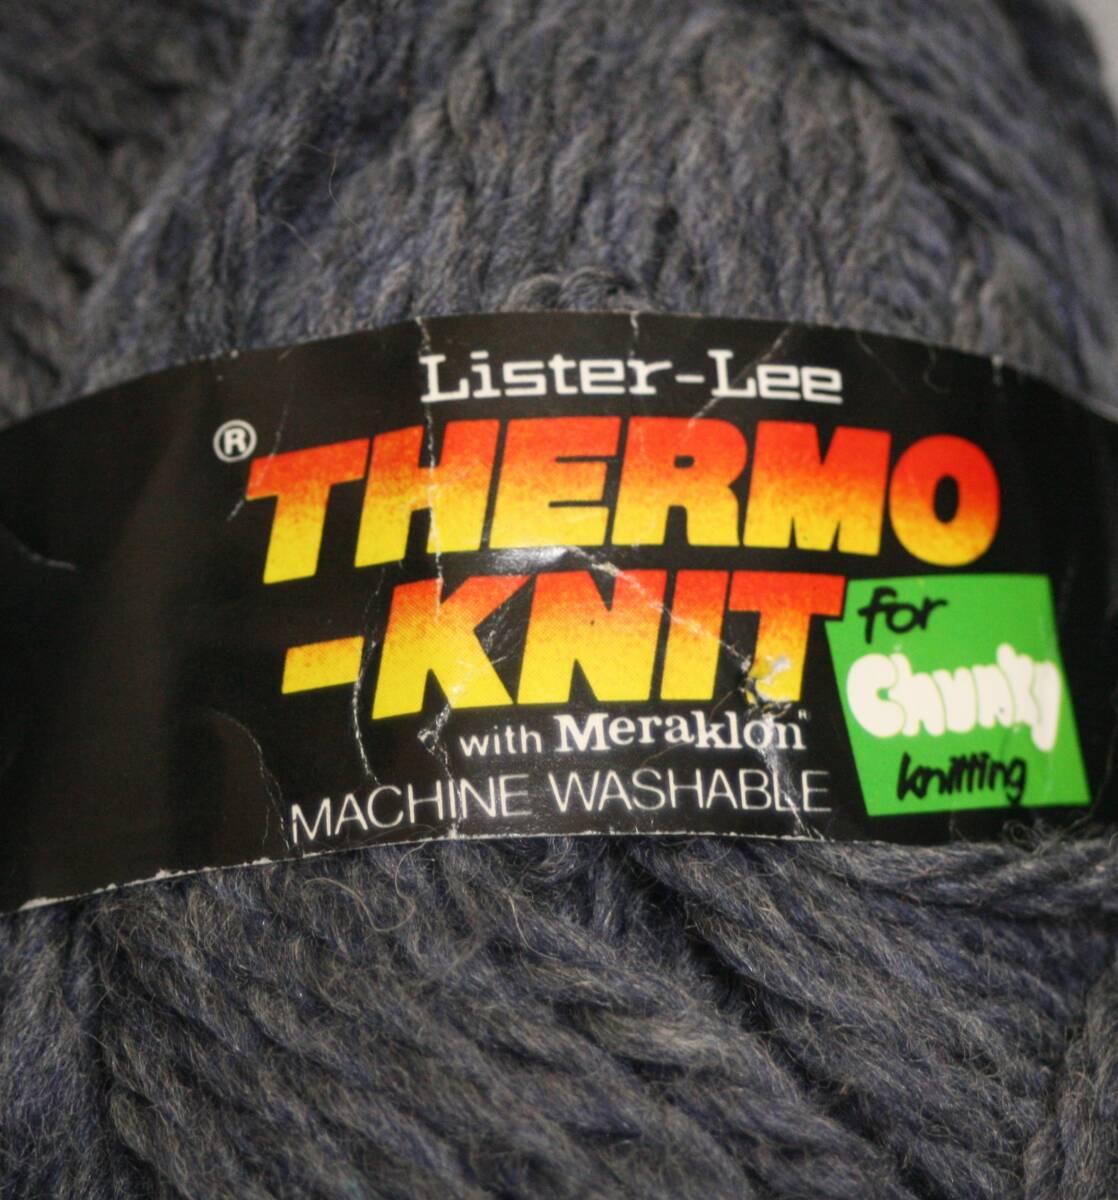 Lister-Lee
® THERMO
-KNIT
with Meraklon"
MACHINE WASHABLE
for
Chunky
knitting